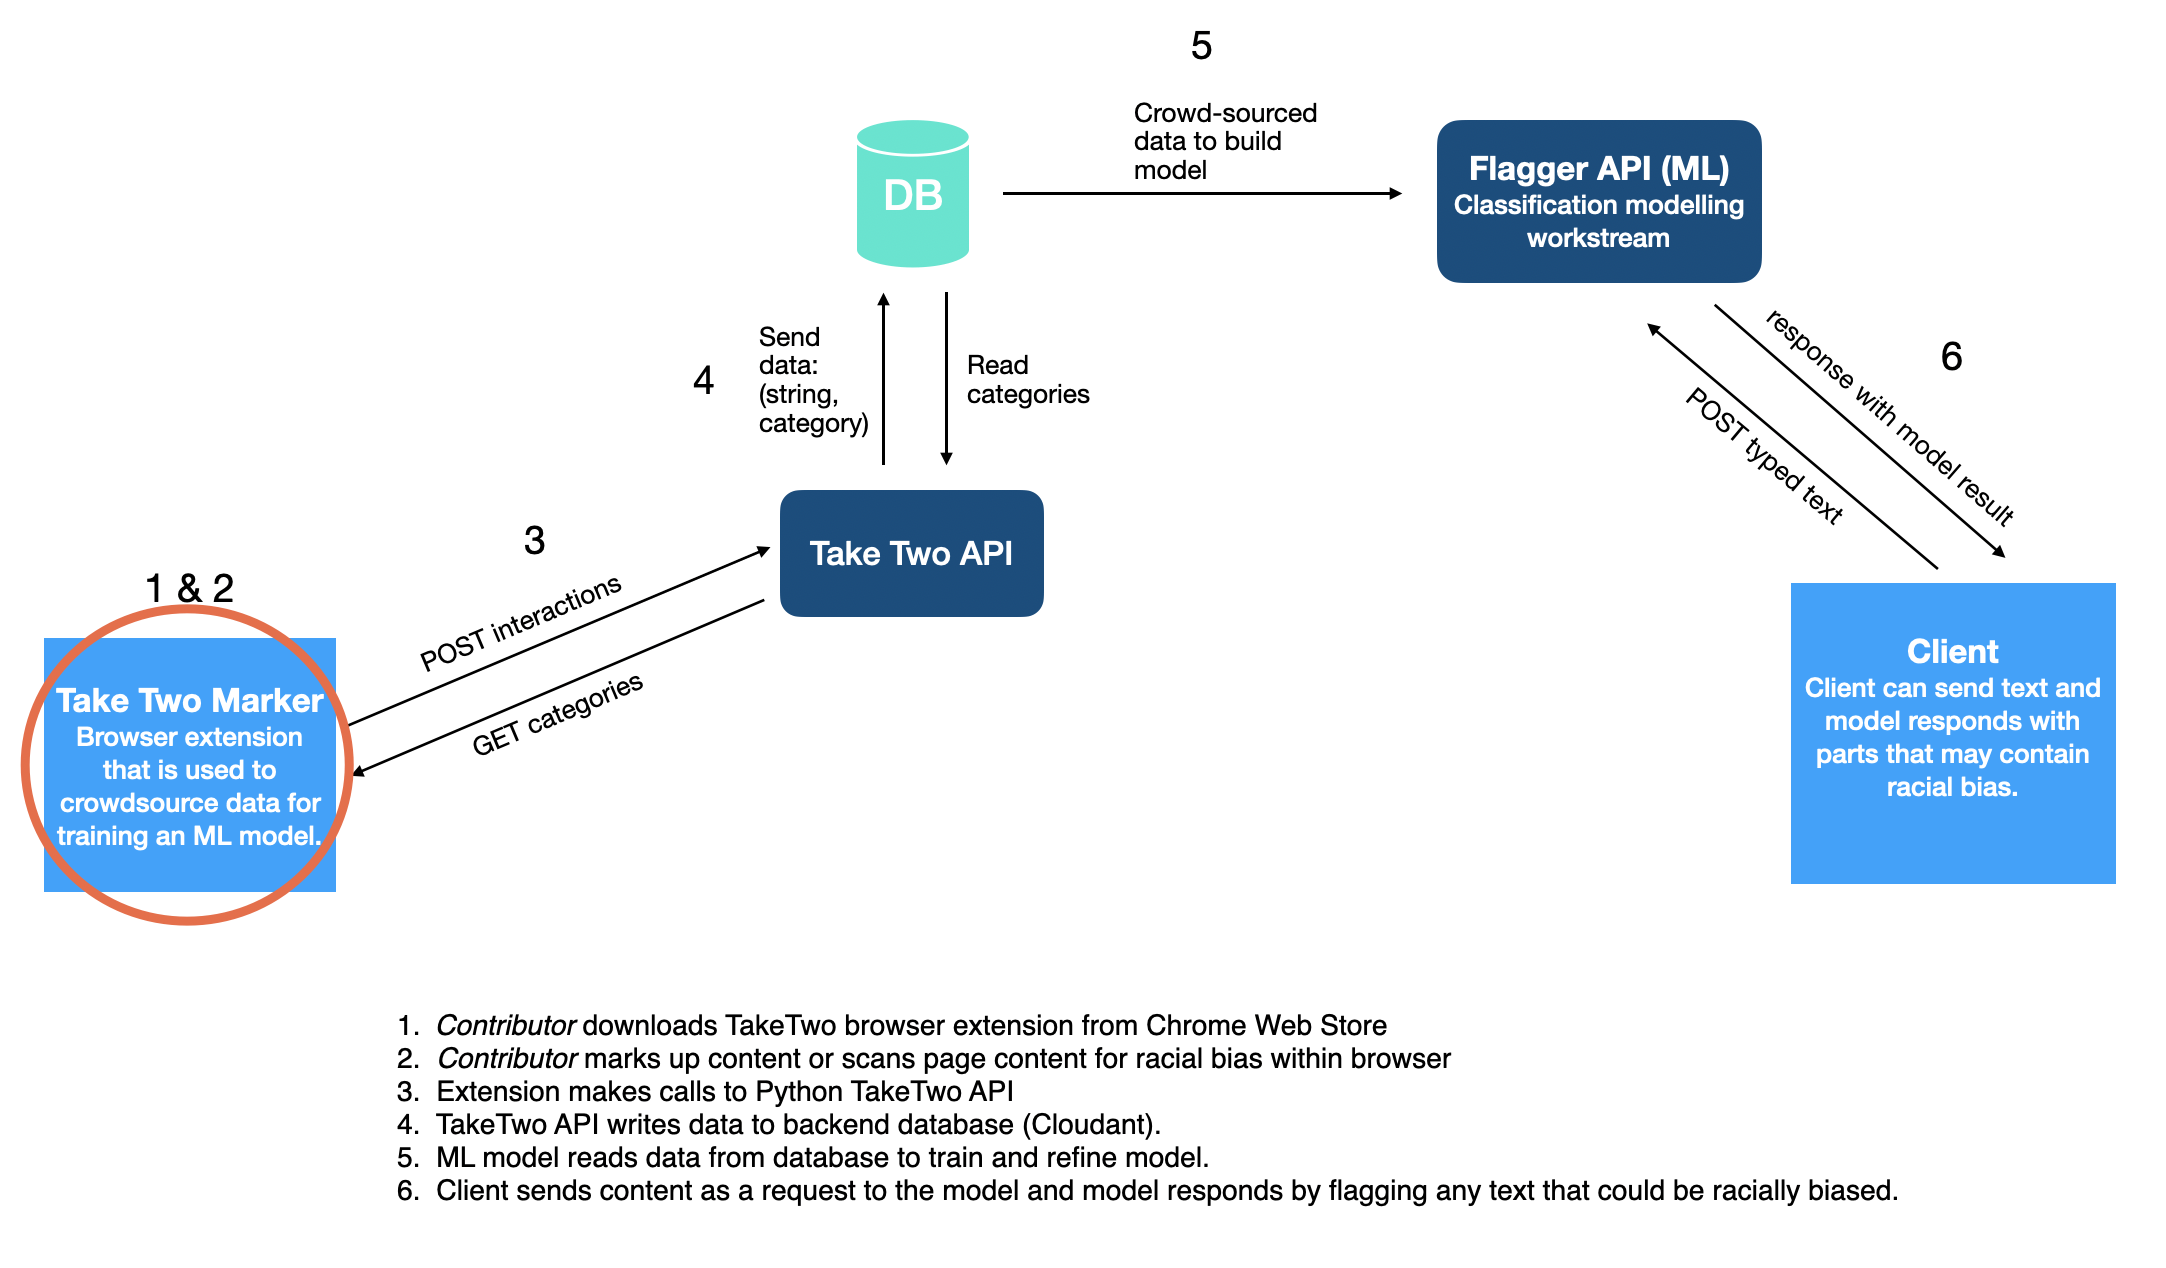 5
Crowd-sourced
data to build
model
DB
Flagger API (ML)
Classification modelling
workstream
4
Send
data:
(string,
category)
Read
categories
response with model result
6
POST typed text
3
Take Two API
1 & 2
POST interactions
GET categories
Take Two Marker
Browser extension
that is used to
crowdsource data for
training an ML model.
Client
Client can send text and
model responds with
parts that may contain
racial bias.
1. Contributor downloads TakeTwo browser extension from Chrome Web Store
2. Contributor marks up content or scans page content for racial bias within browser
3. Extension makes calls to Python TakeTwo API
4. TakeTwo API writes data to backend database (Cloudant).
5. ML model reads data from database to train and refine model.
6. Client sends content as a request to the model and model responds by flagging any text that could be racially biased.